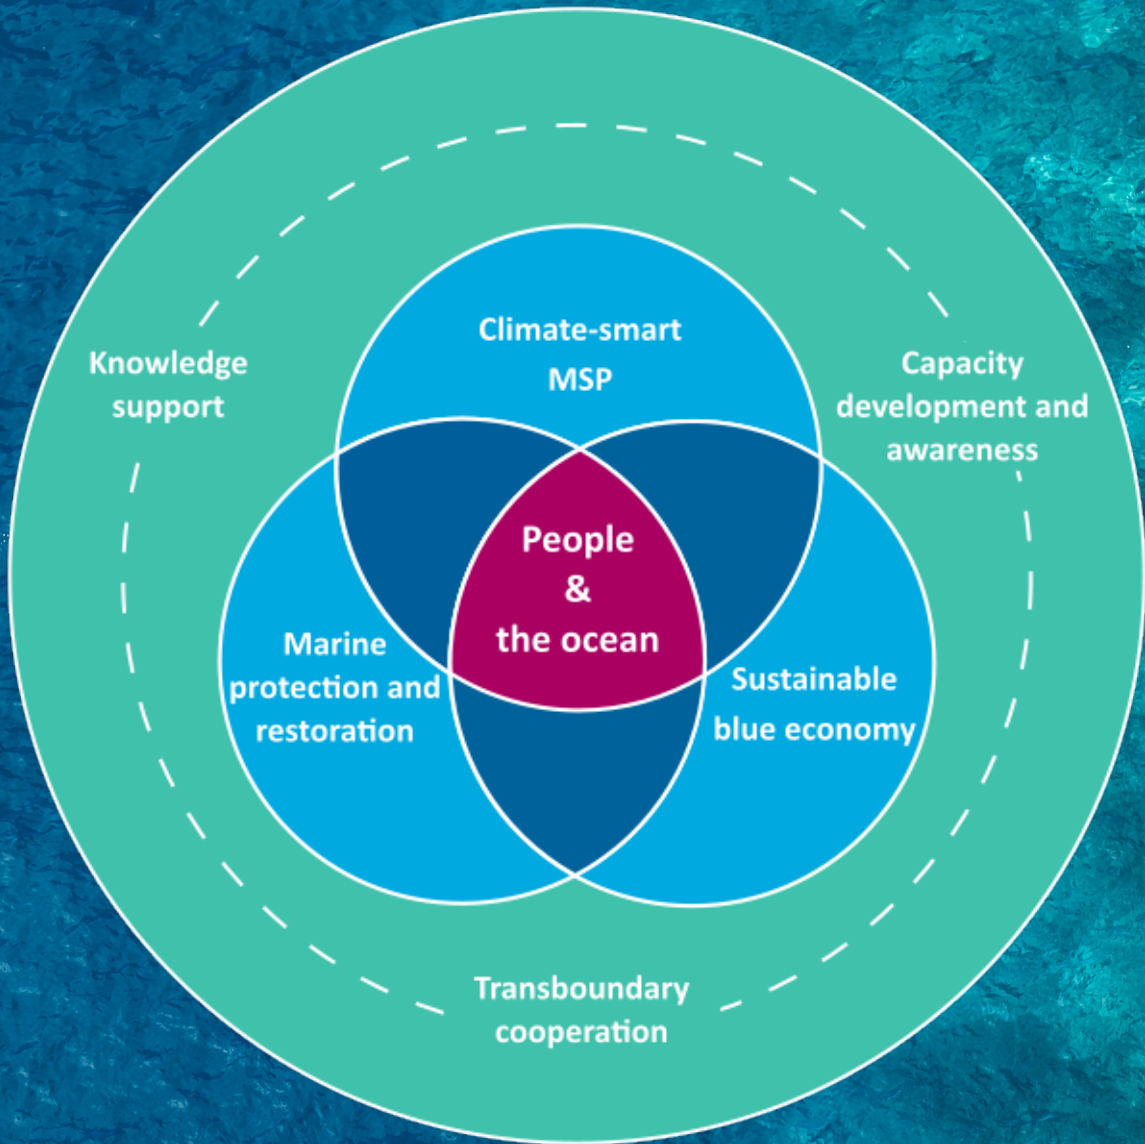 Climate-smart
MSP
Knowledge
support
Capacity
development and
awareness
People
&
the ocean
Marine
protection and
restoration
Sustainable
blue economy
Transboundary
cooperation